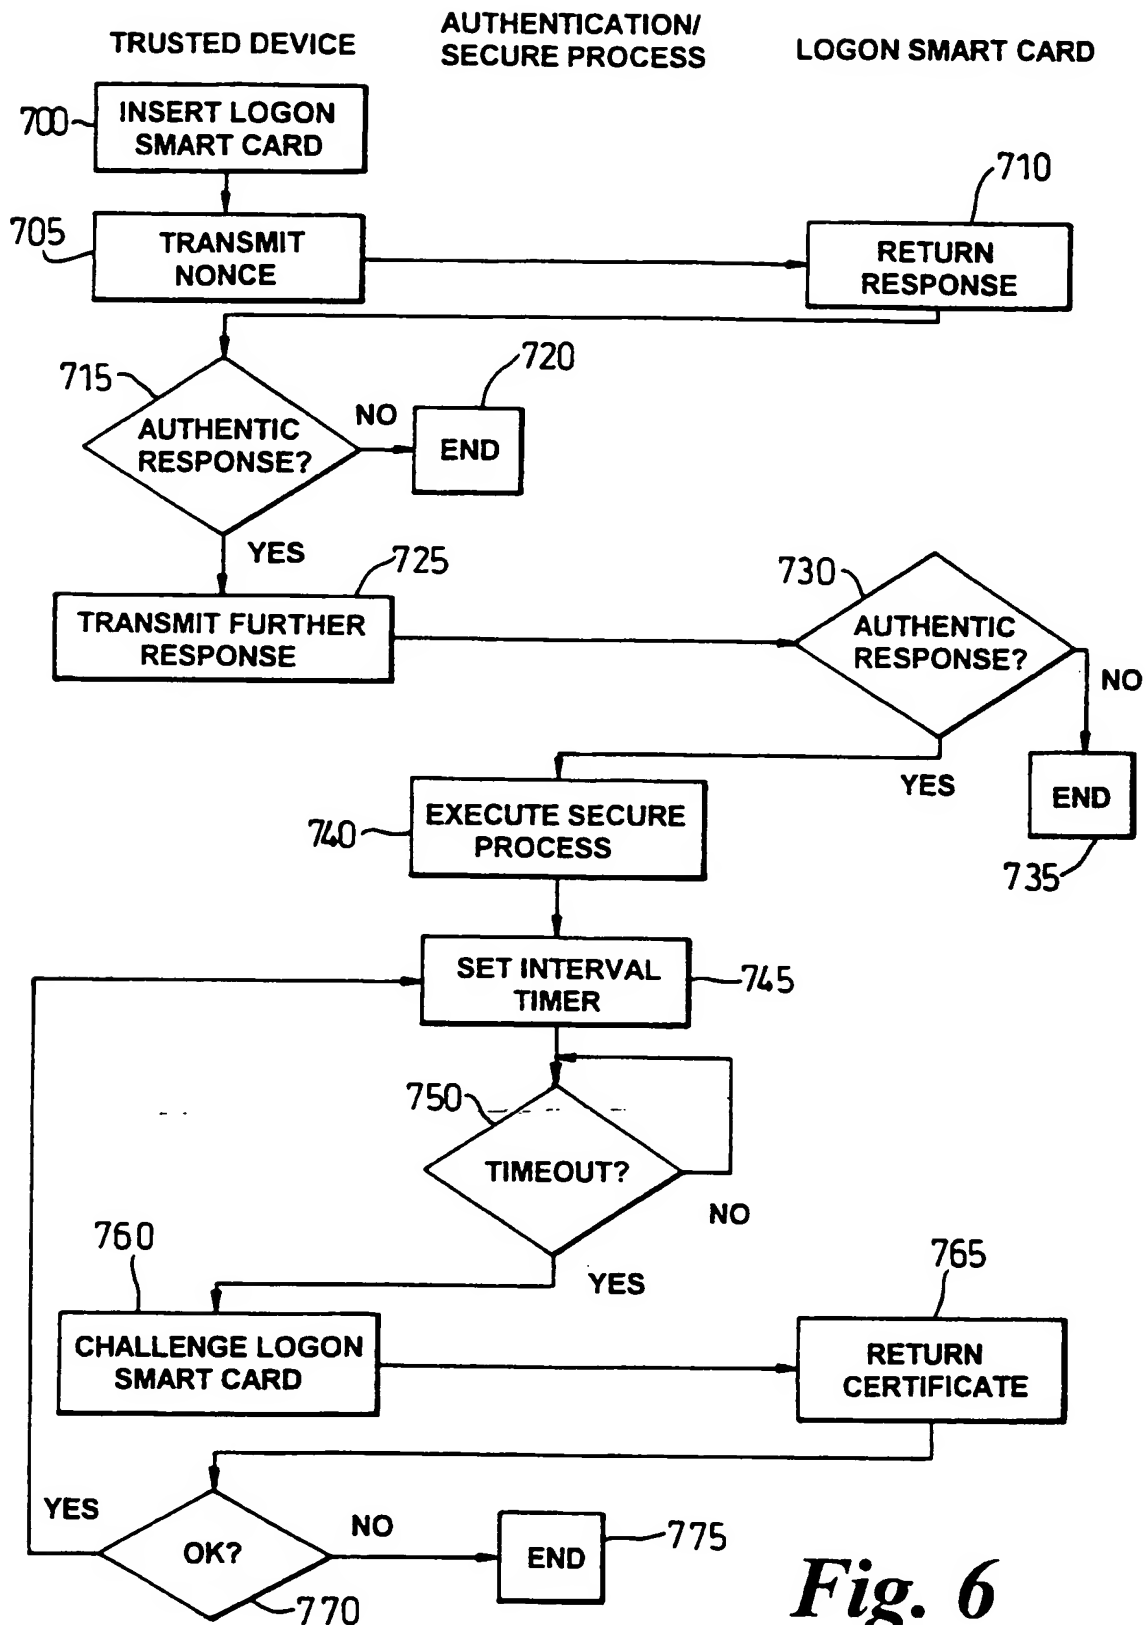 TRUSTED DEVICE
AUTHENTICATION/
SECURE PROCESS
LOGON SMART CARD
700
INSERT LOGON
SMART CARD
710
705
TRANSMIT
NONCE
RETURN
RESPONSE
715
720
AUTHENTIC
RESPONSE?
NO
END
YES
725
730
TRANSMIT FURTHER
RESPONSE
AUTHENTIC
RESPONSE?
NO
YES
END
735
740
EXECUTE SECURE
PROCESS
SET INTERVAL
TIMER
745
750
TIMEOUT?
NO
YES
760
765
CHALLENGE LOGON
SMART CARD
RETURN
CERTIFICATE
YES
OK?
NO
END
775
770
Fig. 6